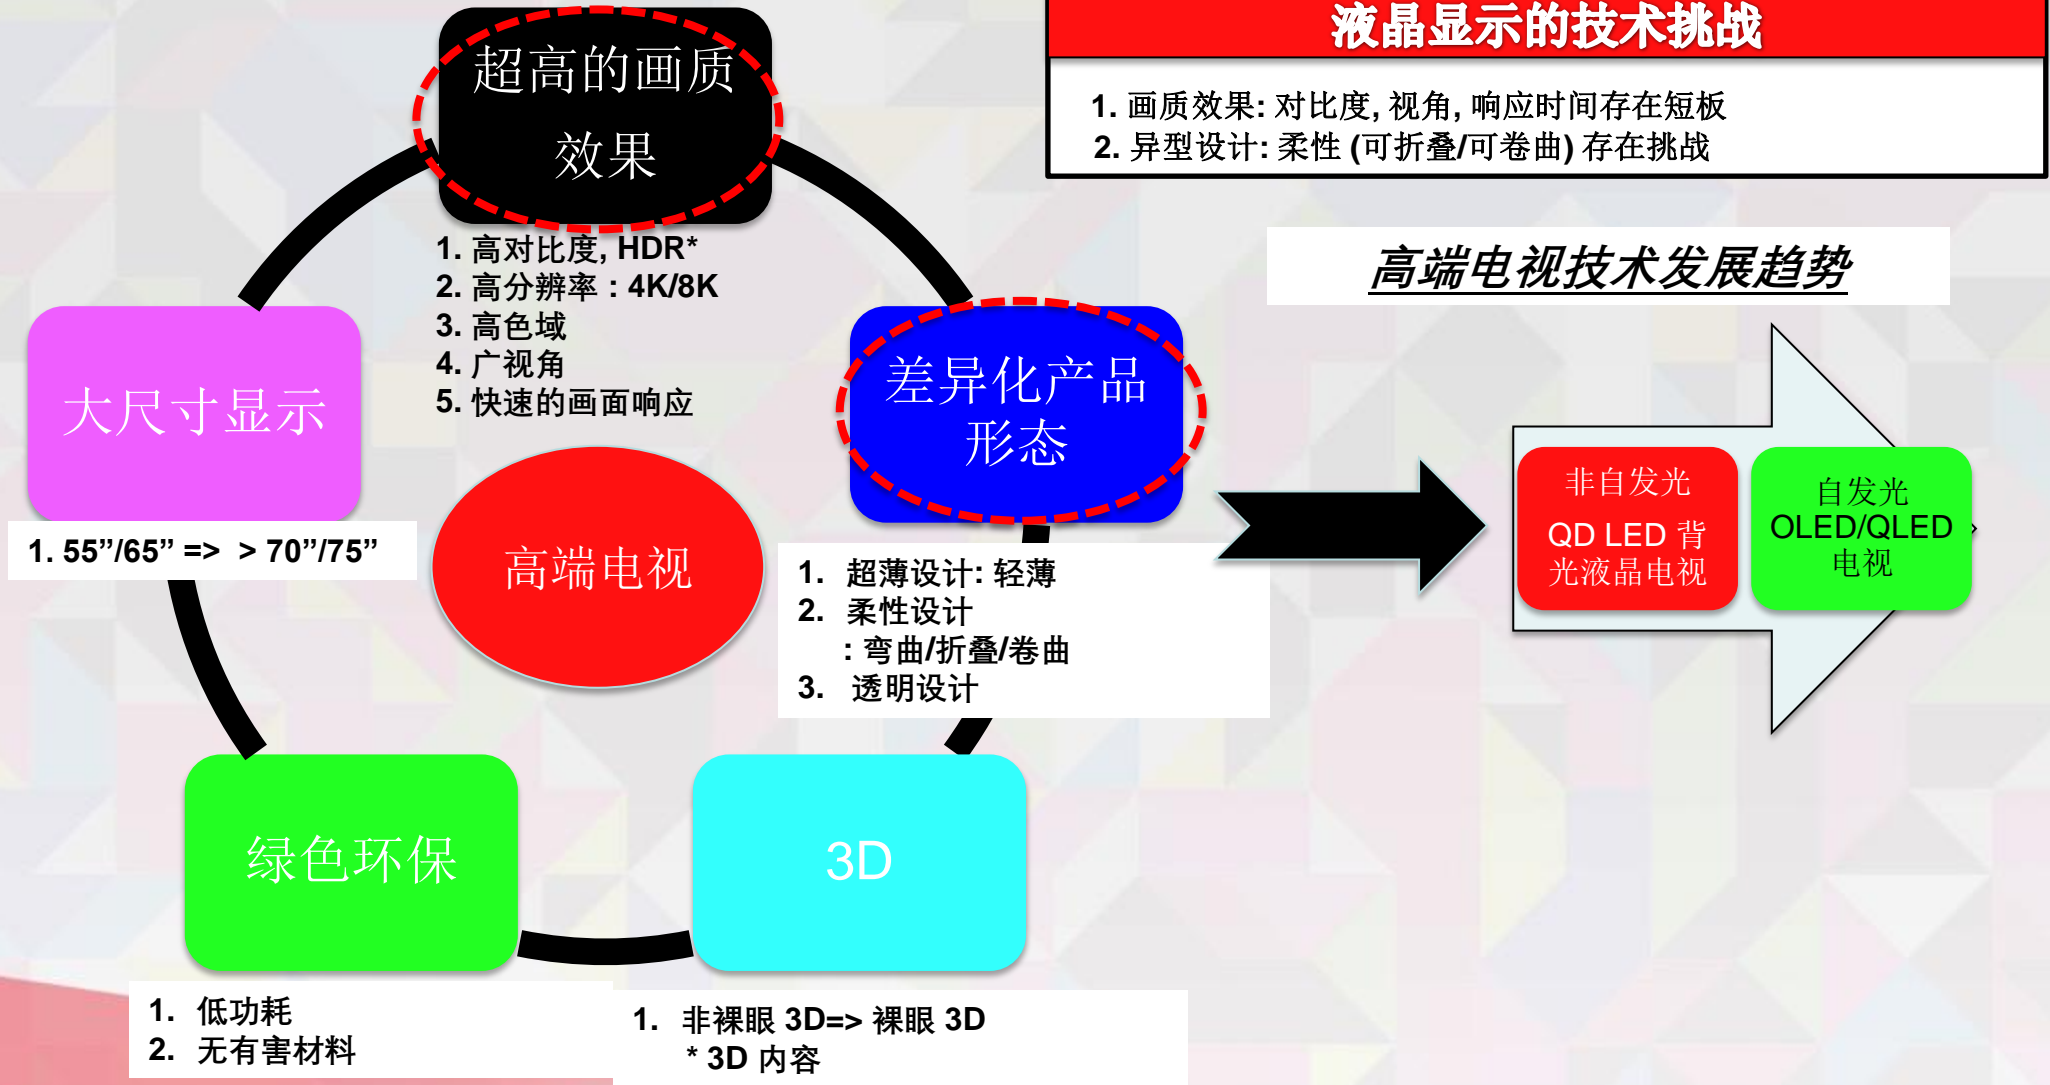 液晶显示的技术挑战
1. 画质效果: 对比度, 视角, 响应时间存在短板
2. 异型设计: 柔性 (可折叠/可卷曲) 存在挑战
超高的画质
效果
1. 高对比度, HDR*
2. 高分辨率 : 4K/8K
3. 高色域
4. 广视角
5. 快速的画面响应
大尺寸显示
1. 55”/65” => > 70”/75”
高端电视
差异化产品
形态
1. 超薄设计: 轻薄
2. 柔性设计
: 弯曲/折叠/卷曲
3. 透明设计
绿色环保
1. 低功耗
2. 无有害材料
3D
1. 非裸眼 3D=> 裸眼 3D
* 3D 内容
高端电视技术发展趋势
非自发光
QD LED 背
光液晶电视
自发光
OLED/QLED
电视